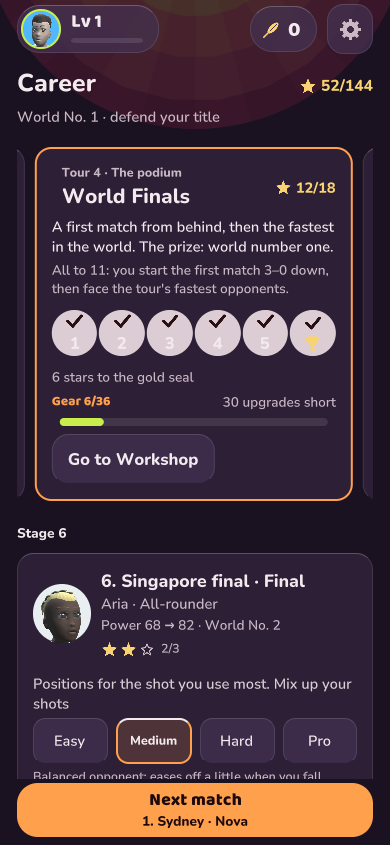 Lv 1
0
Career
52/144
World No. 1 · defend your title
Tour 4 · The podium
World Finals
12/18
A first match from behind, then the fastest
in the world. The prize: world number one.
All to 11: you start the first match 3–0 down,
then face the tour's fastest opponents.
1 2 3 4 5
6 stars to the gold seal
Gear 6/36
30 upgrades short
Go to Workshop
Stage 6
6. Singapore final · Final
Aria · All-rounder
Power 68 → 82 · World No. 2
2/3
Positions for the shot you use most. Mix up your
shots
Easy Medium Hard Pro
Balanced opponent: eases off a little when you fall
Next match
1. Sydney · Nova